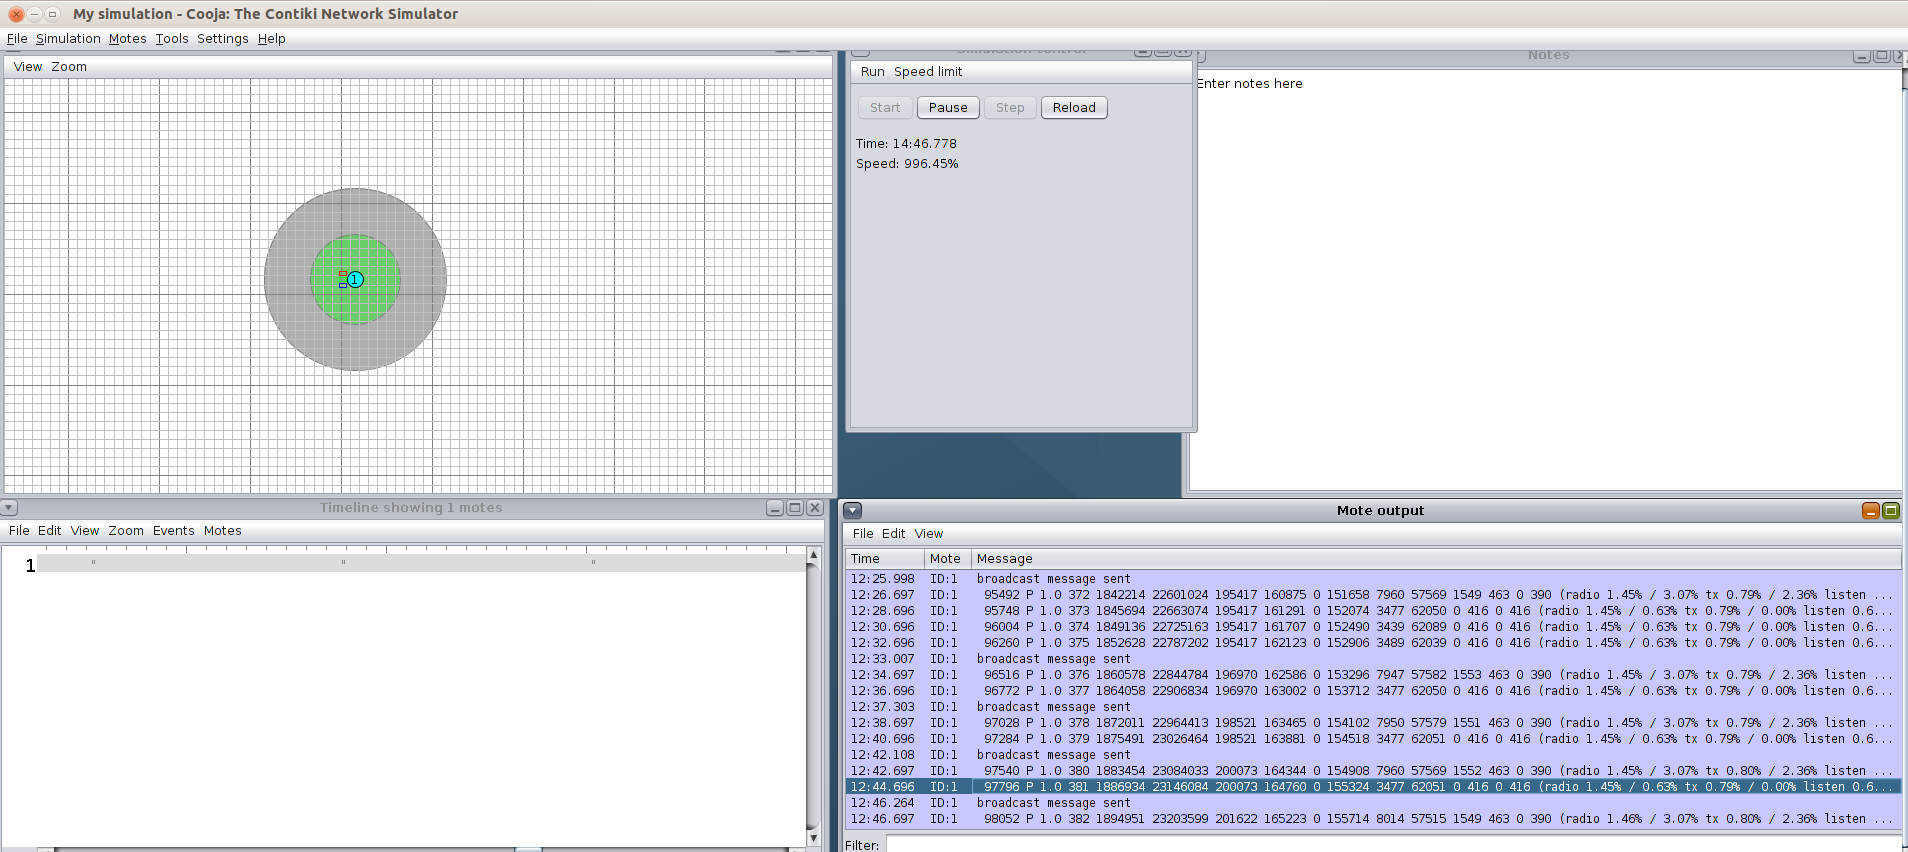 My simulation - Cooja: The Contiki Network Simulator
File Simulation Motes Tools Settings Help
View Zoom
1
Simulation control
Run Speed limit
Start Pause Step Reload
Time: 14:46.778
Speed: 996.45%
Notes
Enter notes here
Timeline showing 1 motes
File Edit View Zoom Events Motes
1
Mote output
File Edit View
Time Mote Message
12:25.998 ID:1 broadcast message sent
12:26.697 ID:1 95492 P 1.0 372 1842214 22601024 195417 160875 0 151658 7960 57569 1549 463 0 390 (radio 1.45% / 3.07% tx 0.79% / 2.36% listen ...
12:28.696 ID:1 95748 P 1.0 373 1845694 22663074 195417 161291 0 152074 3477 62050 0 416 0 416 (radio 1.45% / 0.63% tx 0.79% / 0.00% listen 0.6...
12:30.696 ID:1 96004 P 1.0 374 1849136 22725163 195417 161707 0 152490 3439 62089 0 416 0 416 (radio 1.45% / 0.63% tx 0.79% / 0.00% listen 0.6...
12:32.696 ID:1 96260 P 1.0 375 1852628 22787202 195417 162123 0 152906 3489 62039 0 416 0 416 (radio 1.45% / 0.63% tx 0.79% / 0.00% listen 0.6...
12:33.007 ID:1 broadcast message sent
12:34.697 ID:1 96516 P 1.0 376 1860578 22844784 196970 162586 0 153296 7947 57582 1553 463 0 390 (radio 1.45% / 3.07% tx 0.79% / 2.36% listen ...
12:36.696 ID:1 96772 P 1.0 377 1864058 22906834 196970 163002 0 153712 3477 62050 0 416 0 416 (radio 1.45% / 0.63% tx 0.79% / 0.00% listen 0.6...
12:37.303 ID:1 broadcast message sent
12:38.697 ID:1 97028 P 1.0 378 1872011 22964413 198521 163465 0 154102 7950 57579 1551 463 0 390 (radio 1.45% / 3.07% tx 0.79% / 2.36% listen ...
12:40.696 ID:1 97284 P 1.0 379 1875491 23026464 198521 163881 0 154518 3477 62051 0 416 0 416 (radio 1.45% / 0.63% tx 0.79% / 0.00% listen 0.6...
12:42.108 ID:1 broadcast message sent
12:42.697 ID:1 97540 P 1.0 380 1883454 23084033 200073 164344 0 154908 7960 57569 1552 463 0 390 (radio 1.45% / 3.07% tx 0.80% / 2.36% listen ...
12:44.696 ID:1 97796 P 1.0 381 1886934 23146084 200073 164760 0 155324 3477 62051 0 416 0 416 (radio 1.45% / 0.63% tx 0.79% / 0.00% listen 0.6...
12:46.264 ID:1 broadcast message sent
12:46.697 ID:1 98052 P 1.0 382 1894951 23203599 201622 165223 0 155714 8014 57515 1549 463 0 390 (radio 1.46% / 3.07% tx 0.80% / 2.36% listen ...
Filter: